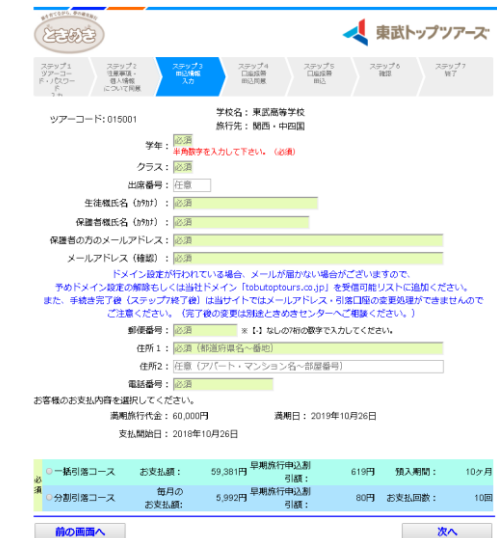 ときめき
東武トップツアーズ
ステップ1
ツアーコー
ド・パスワー
ド
入力
ステップ2
注意事項・
個人情報
について同意
ステップ3
申込情報
入力
ステップ4
口座振替
申込同意
ステップ5
口座振替
申込
ステップ6
確認
ステップ7
終了
ツアーコード: 015001
学校名: 東武高等学校
旅行先: 関西・中四国
学年: 必須
半角数字を入力して下さい。(必須)
クラス: 必須
出席番号: 任意
生徒様氏名 (カタカナ) : 必須
保護者様氏名 (カタカナ) : 必須
保護者の方のメールアドレス: 必須
メールアドレス (確認) : 必須
ドメイン設定が行われている場合、メールが届かない場合がございますので、
予めドメイン設定の解除もしくは当社ドメイン「tobutoptours.co.jp」を受信可能リストに追加ください。
また、手続き完了後(ステップ7終了後)は当サイトではメールアドレス・引落口座の変更処理ができませんので
ご注意ください。(完了後の変更は別途ときめきセンターへご連絡ください。)
郵便番号: 必須 ※【-】なしの7桁の数字で入力してください。
住所1: 必須(都道府県名~番地)
住所2: 任意(アパート・マンション名~部屋番号)
電話番号: 必須
お客様のお支払内容を選択してください。
満期旅行代金: 60,000円 満期日: 2019年10月26日
支払開始日: 2018年10月26日
必須
一括引落コース お支払額: 59,381円 早期旅行申込割引額: 619円 預入期間: 10ヶ月
分割引落コース 毎月のお支払額: 5,992円 早期旅行申込割引額: 80円 お支払回数: 10回
前の画面へ 次へ